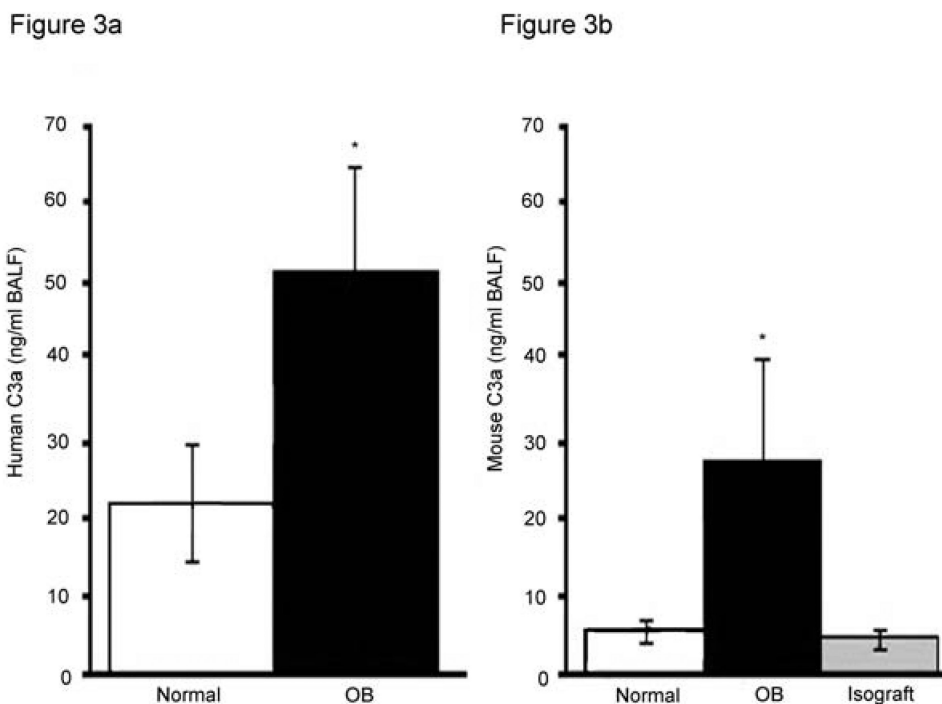 Figure 3a
Human C3a (ng/ml BALF)
70
60
50
40
30
20
10
0
*
Normal
OB
Figure 3b
Mouse C3a (ng/ml BALF)
70
60
50
40
30
20
10
0
*
Normal
OB
Isograft